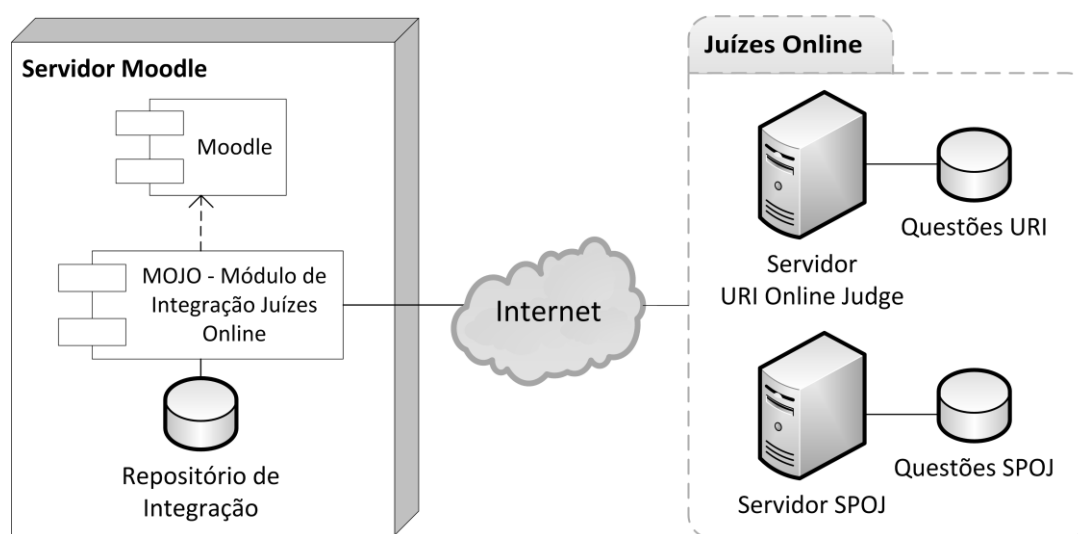 Servidor Moodle
Moodle
MOJO - Módulo de
Integração Juízes
Online
Repositório de
Integração
Internet
Juízes Online
Questões URI
Servidor
URI Online Judge
Questões SPOJ
Servidor SPOJ